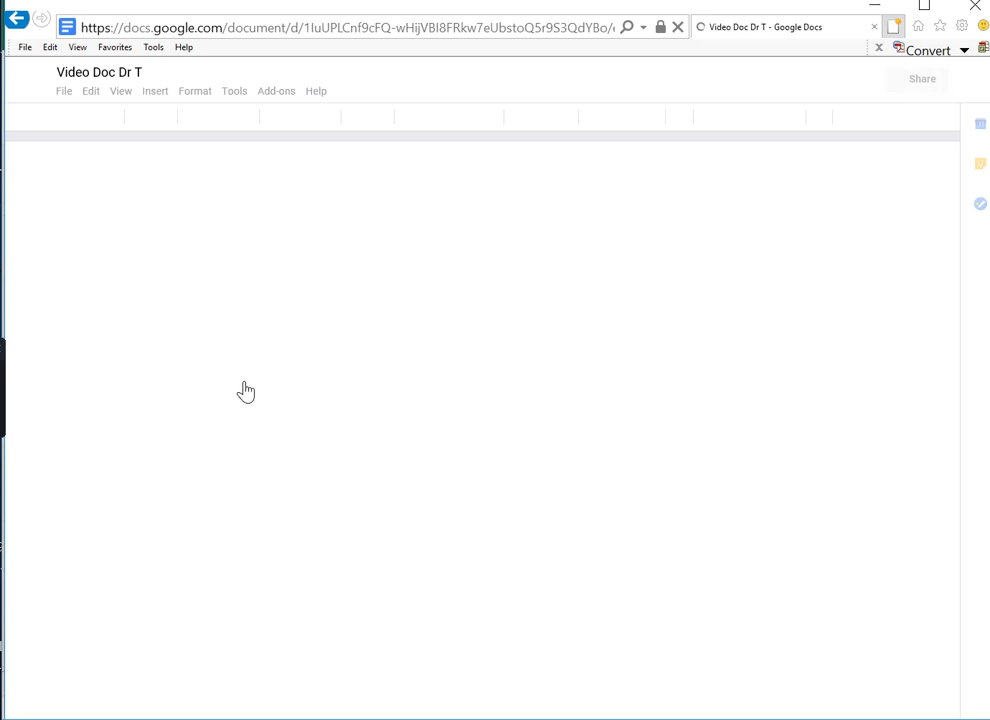 https://docs.google.com/document/d/1IuUPLCnf9cFQ-wHijVBI8FRkw7eUbstoQ5r9S3QdYBo/
Video Doc Dr T - Google Docs
File Edit View Favorites Tools Help
Convert
Video Doc Dr T
File Edit View Insert Format Tools Add-ons Help
Share